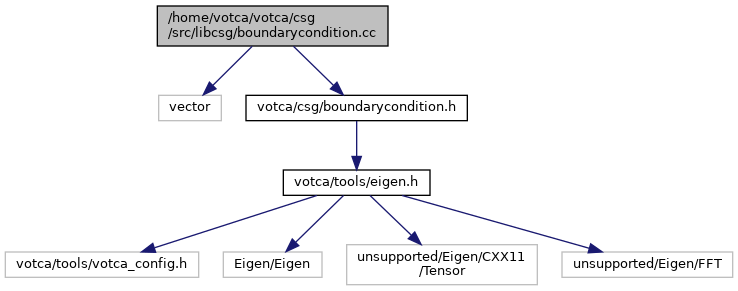 /home/votca/votca/csg
/src/libcsg/boundarycondition.cc
vector
votca/csg/boundarycondition.h
votca/tools/eigen.h
votca/tools/votca_config.h
Eigen/Eigen
unsupported/Eigen/CXX11
/Tensor
unsupported/Eigen/FFT